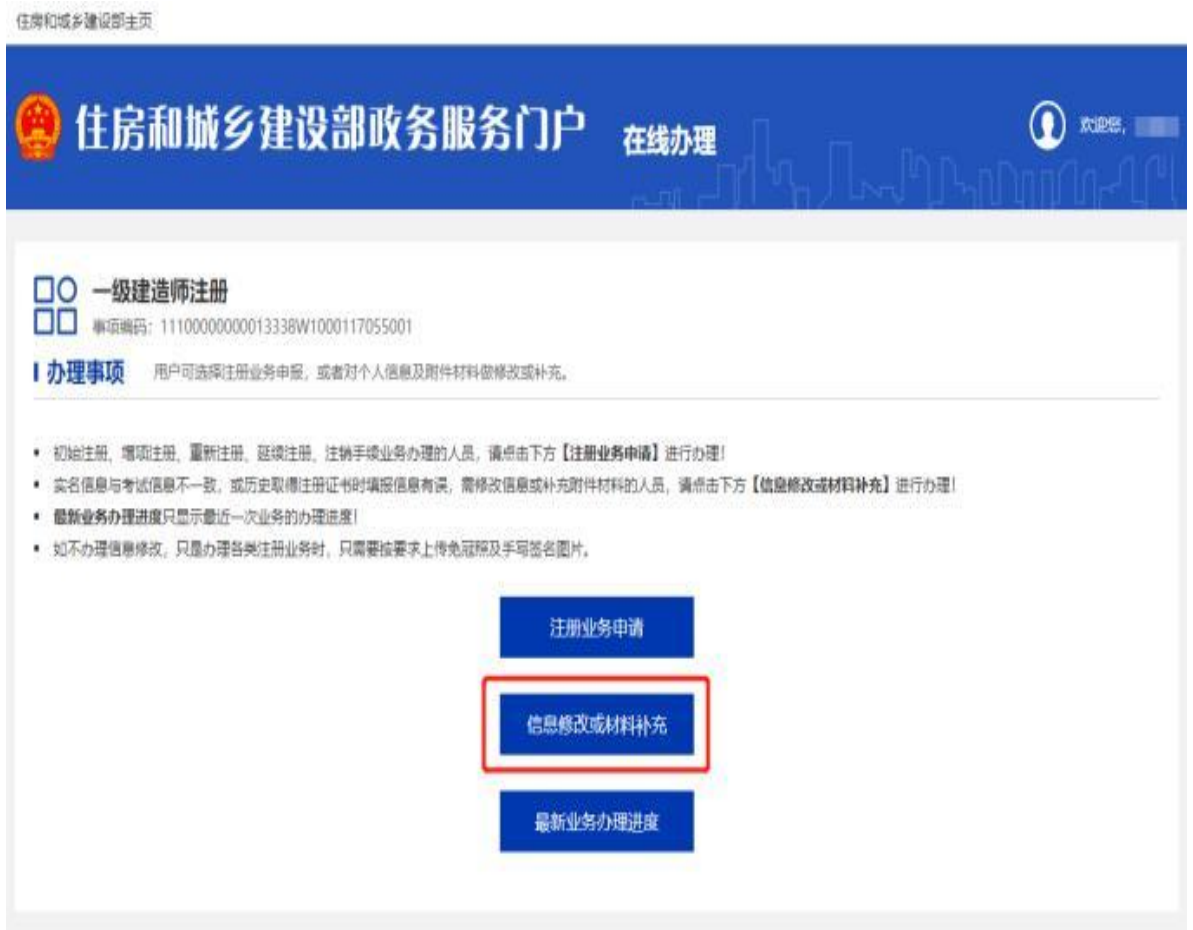 住房和城乡建设部主页
住房和城乡建设部政务服务门户 在线办理 欢迎您,
一级建造师注册
事项编码: 11100000000013338W1000117055001
办理事项 用户可选择注册业务申报，或者对个人信息及附件材料做修改或补充。
• 初始注册、增项注册、重新注册、延续注册、注销手续业务办理的人员，请点击下方【注册业务申请】进行办理！
• 实名信息与考试信息不一致，或历史取得注册证书时填报信息有误，需修改信息或补充附件材料的人员，请点击下方【信息修改或材料补充】进行办理！
• 最新业务办理进度只显示最近一次业务的办理进度！
• 如不办理信息修改，只是办理各类注册业务时，只需要按要求上传免冠照及手写签名图片。
注册业务申请
信息修改或材料补充
最新业务办理进度